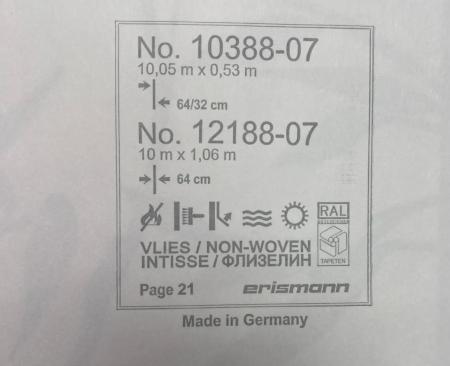 No. 10388-07
10,05 m x 0,53 m
64/32 cm
No. 12188-07
10 m x 1,06 m
64 cm
RAL
VLIES / NON-WOVEN
INTISSE / ФЛИЗЕЛИН
TAPETEN
Page 21 erismann
Made in Germany